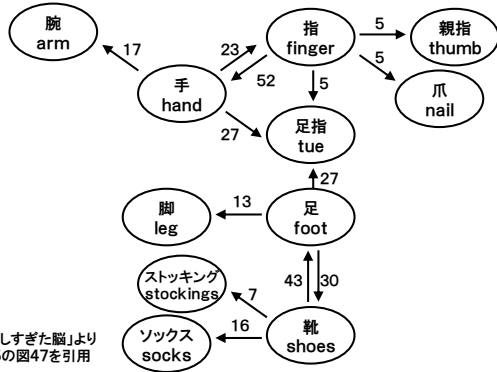 腕
arm
17
23
指
finger
5
親指
thumb
52
5
5
手
hand
爪
nail
27
足指
tue
27
脚
leg
13
足
foot
ストッキング
stockings
7
43
30
しすぎた脳」より
の図47を引用
ソックス
socks
16
靴
shoes